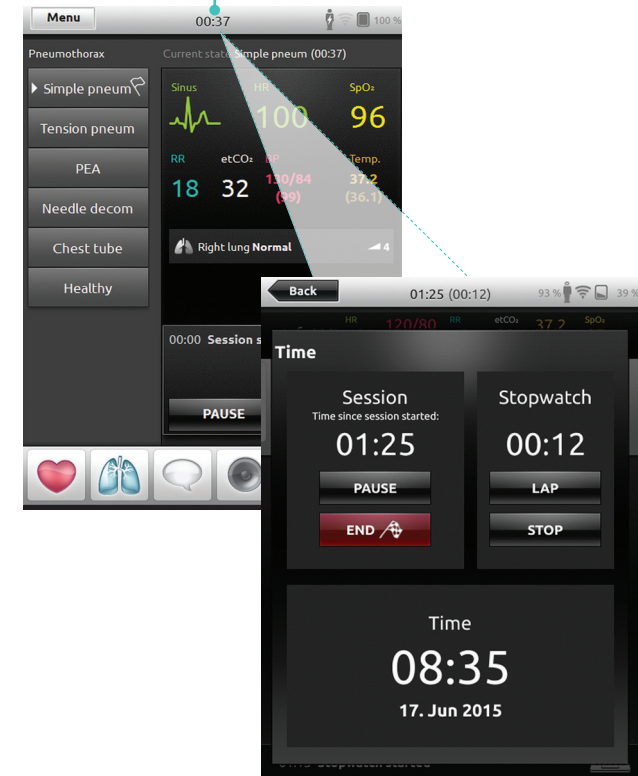 Menu
00:37
100 %
Pneumothorax
Current state Simple pneum (00:37)
Simple pneum
Tension pneum
PEA
Needle decom
Chest tube
Healthy
Sinus
HR
SpO₂
100
96
RR
etCO₂
BP
Temp.
18
32
130/84
(99)
37.2
(36.1)
Right lung Normal
4
00:00 Session s
PAUSE
Back
01:25 (00:12)
93 %
39 %
HR
120/80
RR
etCO₂
37.2
SpO₂
Time
Session
Time since session started:
01:25
PAUSE
END
Stopwatch
00:12
LAP
STOP
Time
08:35
17. Jun 2015
Stopwatch started